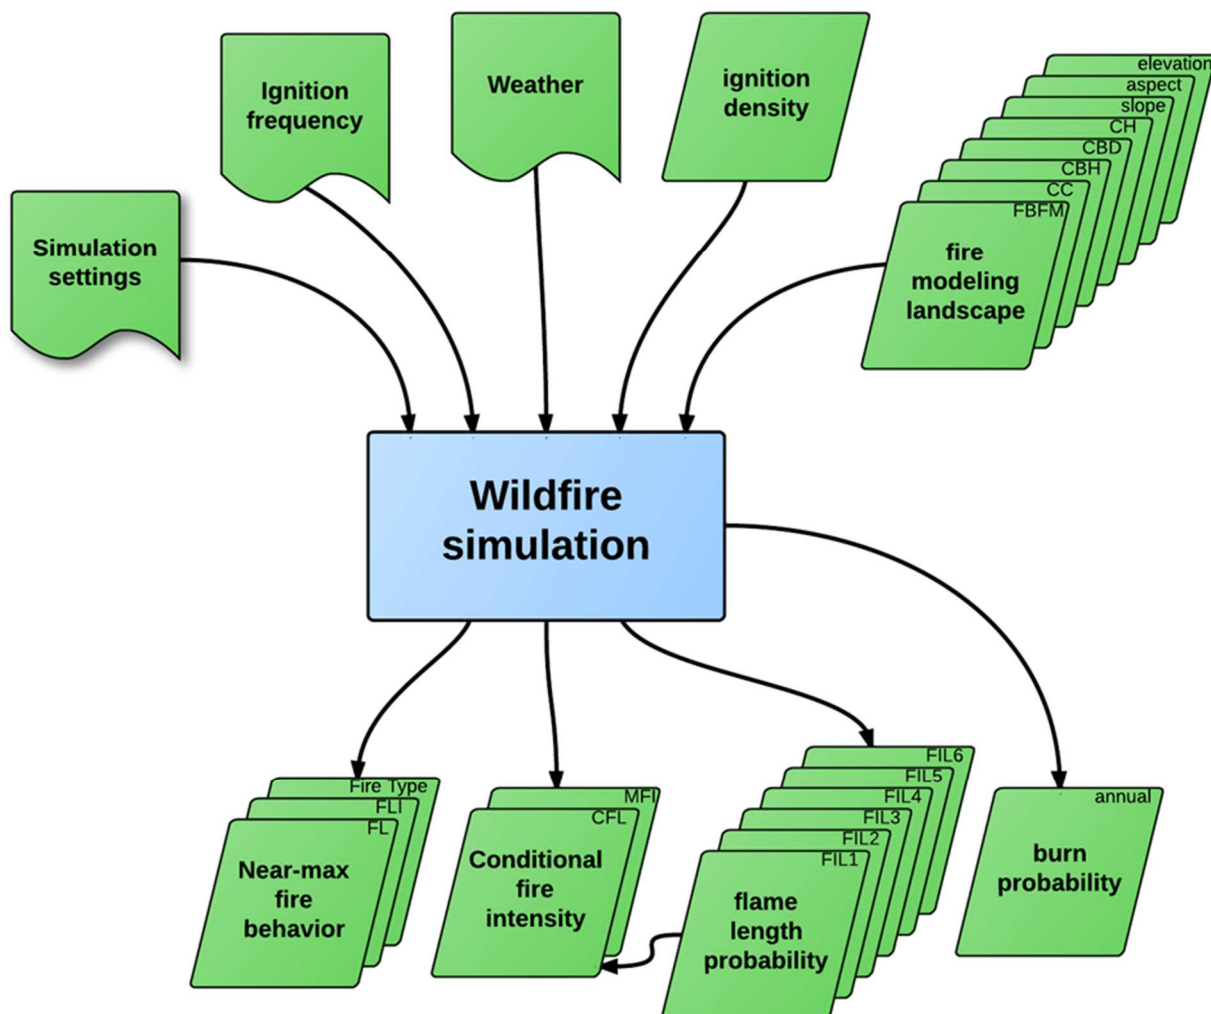 Ignition
frequency
Weather
ignition
density
elevation
aspect
slope
CH
CBD
CBH
CC
FBFM
fire
modeling
landscape
Simulation
settings
Wildfire
simulation
Fire Type
FLI
FL
Near-max
fire
behavior
MFI
CFL
Conditional
fire
intensity
FIL6
FIL5
FIL4
FIL3
FIL2
FIL1
flame
length
probability
annual
burn
probability